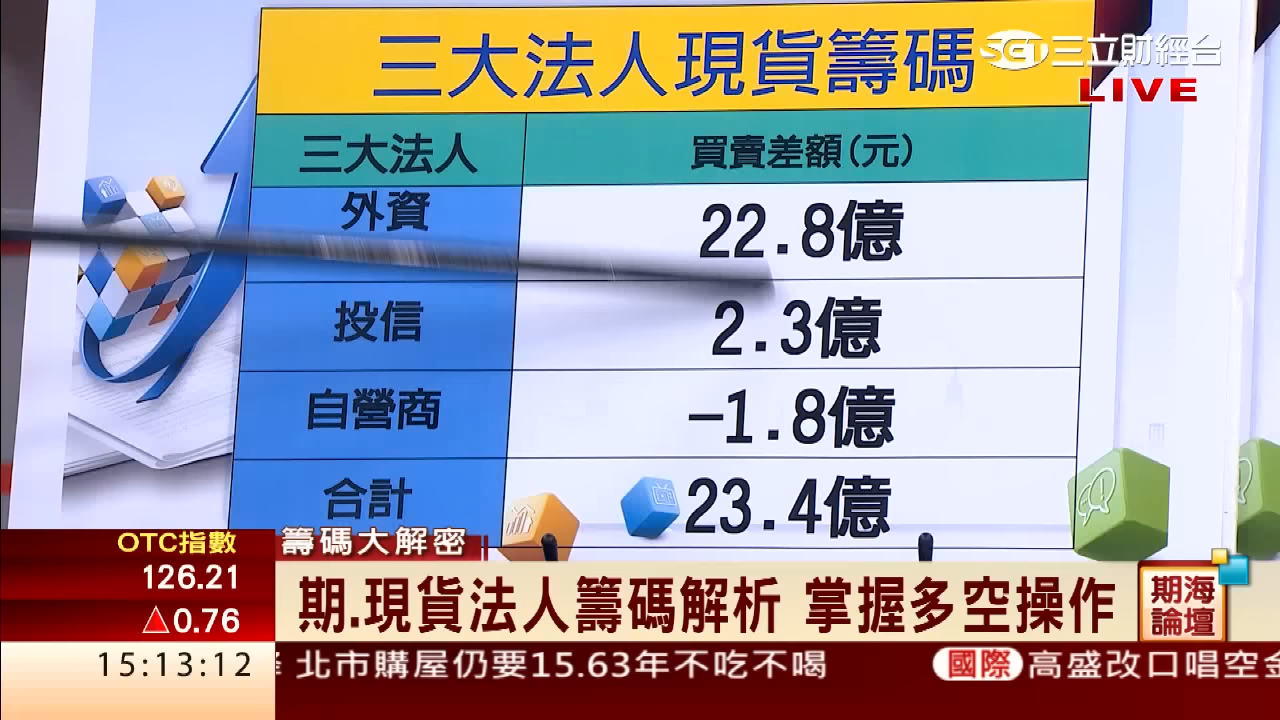 三大法人現貨籌碼
SET三立財經台
LIVE
三大法人 買賣差額(元)
外資 22.8億
投信 2.3億
自營商 -1.8億
合計 23.4億
OTC指數
126.21
△0.76
籌碼大解密
期.現貨法人籌碼解析 掌握多空操作
期海
論壇
15:13:12
北市購屋仍要15.63年不吃不喝 國際 高盛改口唱空金